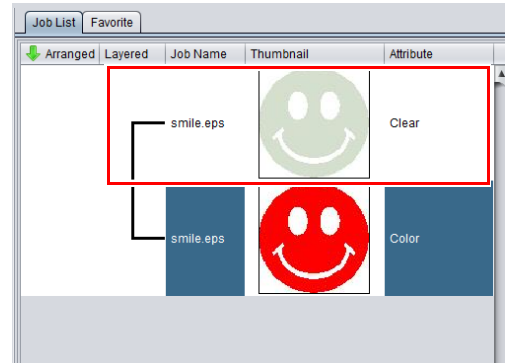 Job List Favorite
Arranged Layered Job Name Thumbnail Attribute
smile.eps Clear
smile.eps Color